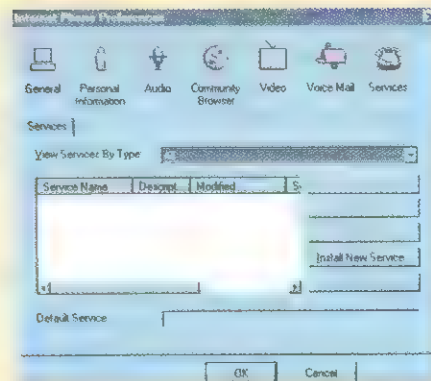 Internet Phone Preferences
General
Personal Information
Audio
Community Browser
Video
Voice Mail
Services
Services
View Services By Type
Service Name
Descript...
Modified
S
Install New Service
Default Service
OK
Cancel